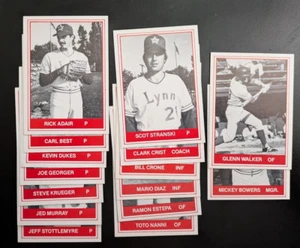 RICK ADAIR P
CARL BEST P
KEVIN DUKES P
JOE GEORGER P
STEVE KRUEGER P
JED MURRAY P
JEFF STOTTLEMYRE P
Lynn
2
SCOT STRANSKI P
CLARK CRIST COACH
BILL CRONE INF
MARIO DIAZ INF
RAMON ESTEPA OF
TOTO NANNI OF
GLENN WALKER OF
MICKEY BOWERS MGR.